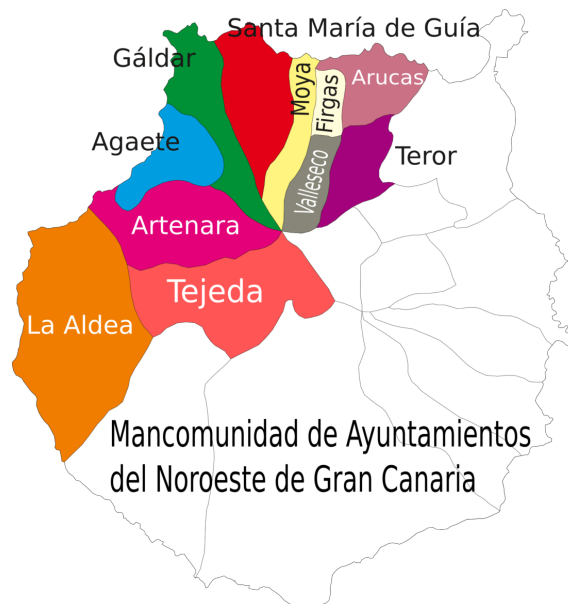 Santa María de Guía
Gáldar
Moya
Arucas
Firgas
Agaete
Teror
Valleseco
Artenara
Tejeda
La Aldea
Mancomunidad de Ayuntamientos
del Noroeste de Gran Canaria